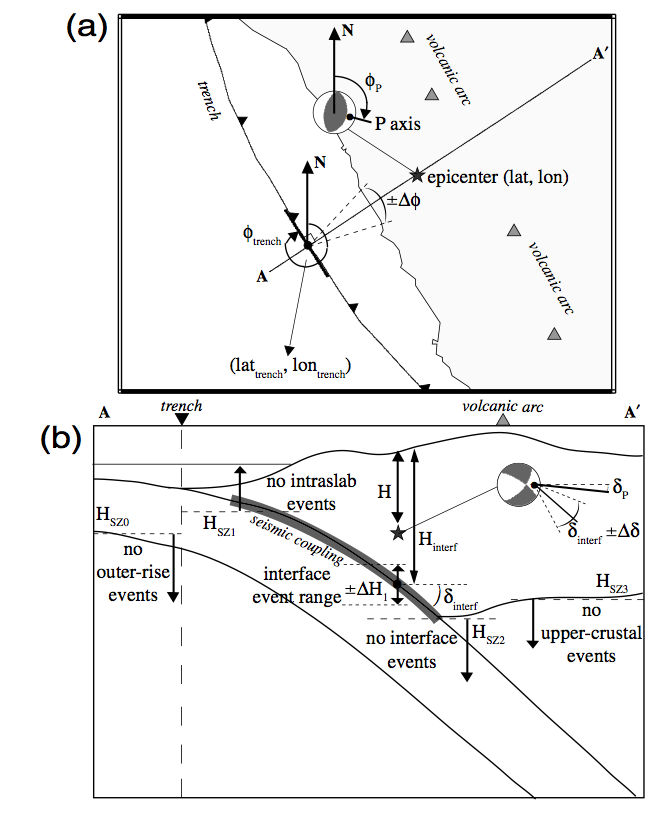 (a)
N
volcanic arc
A′
trench
ϕP
P axis
N
epicenter (lat, lon)
±Δϕ
ϕtrench
A
volcanic arc
(lattrench, lontrench)
(b)
A
trench
volcanic arc
A′
no intraslab
events
H
δP
HSZ0
HSZ1
seismic coupling
Hinterf
δinterf ±Δδ
no
outer-rise
events
interface
event range
±ΔH1
δinterf
HSZ3
no interface
events
HSZ2
no
upper-crustal
events